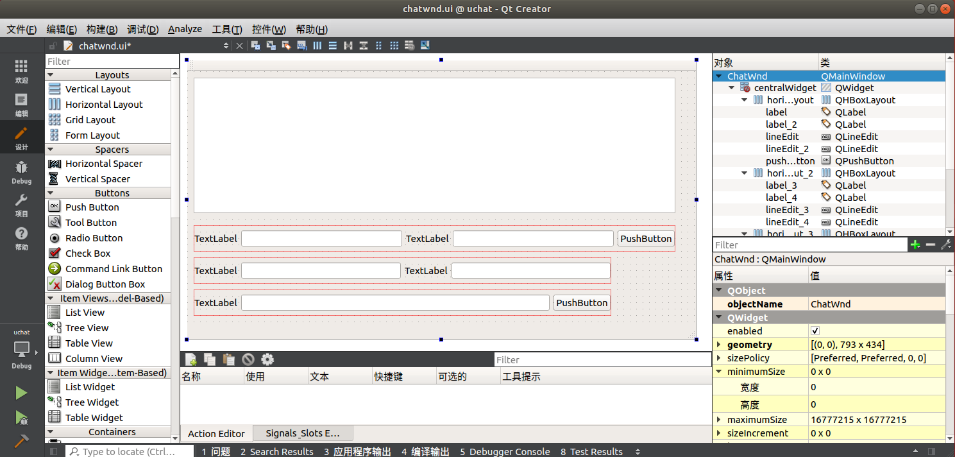 chatwnd.ui @ uchat - Qt Creator
文件(F) 编辑(E) 构建(B) 调试(D) Analyze 工具(T) 控件(W) 帮助(H)
chatwnd.ui*
欢迎
编辑
设计
Debug
项目
帮助
uchat
Debug
Filter
Layouts
Vertical Layout
Horizontal Layout
Grid Layout
Form Layout
Spacers
Horizontal Spacer
Vertical Spacer
Buttons
Push Button
Tool Button
Radio Button
Check Box
Command Link Button
Dialog Button Box
Item Views...del-Based)
List View
Tree View
Table View
Column View
Item Widge...tem-Based)
List Widget
Tree Widget
Table Widget
Containers
TextLabel TextLabel PushButton
TextLabel TextLabel
TextLabel PushButton
Filter
名称 使用 文本 快捷键 可选的 工具提示
Action Editor Signals_Slots E...
对象 类
ChatWnd QMainWindow
centralWidget QWidget
hori...yout QHBoxLayout
label QLabel
label_2 QLabel
lineEdit QLineEdit
lineEdit_2 QLineEdit
push...tton QPushButton
hori...ut_2 QHBoxLayout
label_3 QLabel
label_4 QLabel
lineEdit_3 QLineEdit
lineEdit_4 QLineEdit
hori...ut_3 QHBoxLayout
Filter
ChatWnd : QMainWindow
属性 值
QObject
objectName ChatWnd
QWidget
enabled
geometry [(0, 0), 793 x 434]
sizePolicy [Preferred, Preferred, 0, 0]
minimumSize 0 x 0
宽度 0
高度 0
maximumSize 16777215 x 16777215
sizeIncrement 0 x 0
Type to locate (Ctrl... 1 问题 2 Search Results 3 应用程序输出 4 编译输出 5 Debugger Console 8 Test Results